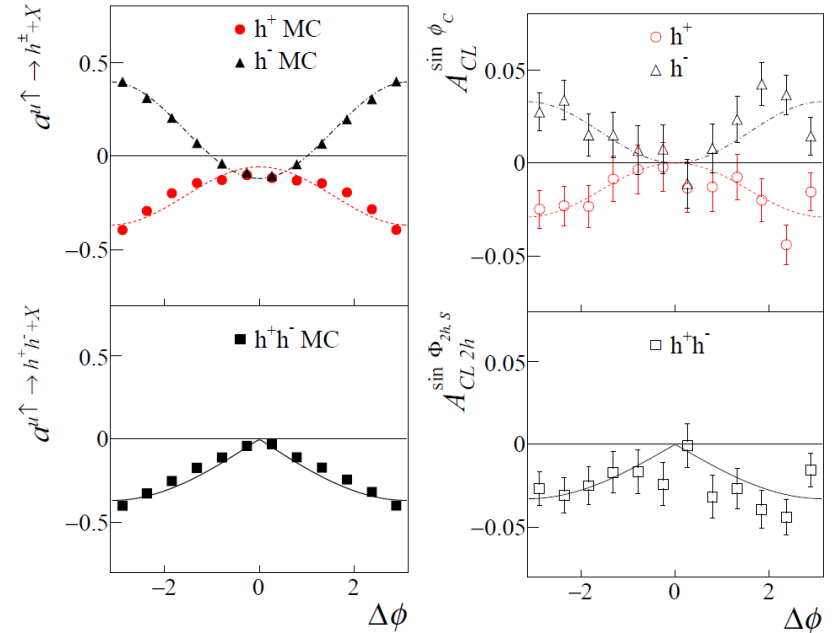 a^{u↑ → h^± + X}
0.5
0
−0.5
h⁺ MC
h⁻ MC
A_{CL}^{sin ϕ_C}
0.05
0
−0.05
h⁺
h⁻
a^{u↑ → h⁺h⁻ + X}
0.5
0
−0.5
h⁺h⁻ MC
−2 0 2
Δϕ
A_{CL 2h}^{sin Φ_{2h,S}}
0.05
0
−0.05
h⁺h⁻
−2 0 2
Δϕ